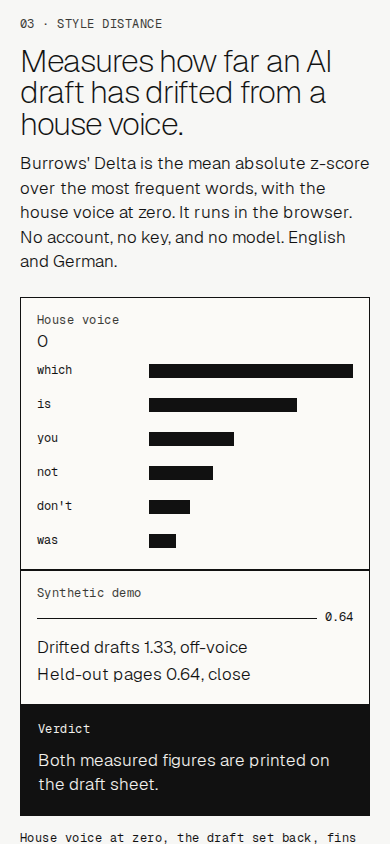 03 · STYLE DISTANCE
Measures how far an AI
draft has drifted from a
house voice.
Burrows' Delta is the mean absolute z-score
over the most frequent words, with the
house voice at zero. It runs in the browser.
No account, no key, and no model. English
and German.
House voice
0
which
is
you
not
don't
was
Synthetic demo
0.64
Drifted drafts 1.33, off-voice
Held-out pages 0.64, close
Verdict
Both measured figures are printed on
the draft sheet.
House voice at zero, the draft set back, fins